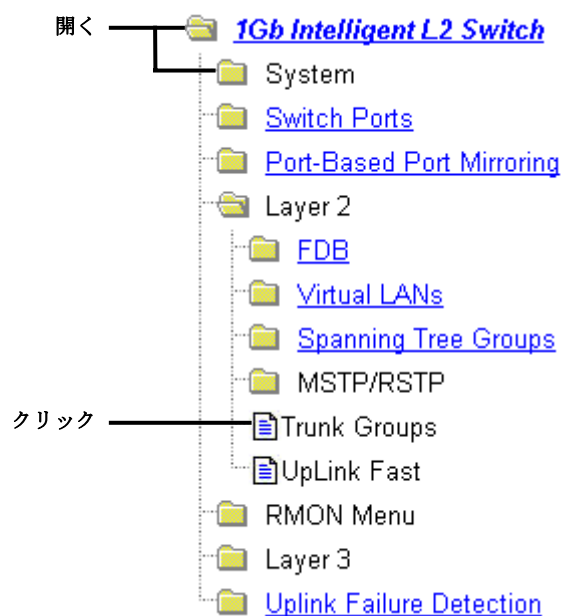 開く
1Gb Intelligent L2 Switch
System
Switch Ports
Port-Based Port Mirroring
Layer 2
FDB
Virtual LANs
Spanning Tree Groups
MSTP/RSTP
クリック
Trunk Groups
UpLink Fast
RMON Menu
Layer 3
Uplink Failure Detection